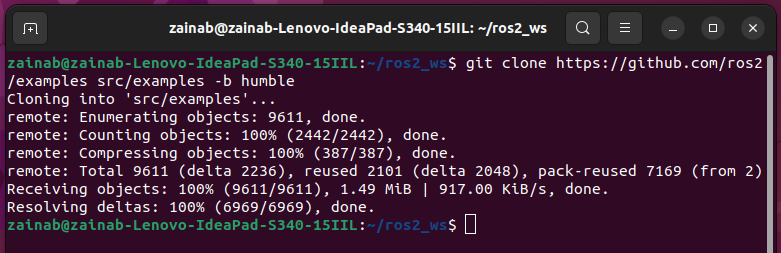 zainab@zainab-Lenovo-IdeaPad-S340-15IIL: ~/ros2_ws
zainab@zainab-Lenovo-IdeaPad-S340-15IIL:~/ros2_ws$ git clone https://github.com/ros2
/examples src/examples -b humble
Cloning into 'src/examples'...
remote: Enumerating objects: 9611, done.
remote: Counting objects: 100% (2442/2442), done.
remote: Compressing objects: 100% (387/387), done.
remote: Total 9611 (delta 2236), reused 2101 (delta 2048), pack-reused 7169 (from 2)
Receiving objects: 100% (9611/9611), 1.49 MiB | 917.00 KiB/s, done.
Resolving deltas: 100% (6969/6969), done.
zainab@zainab-Lenovo-IdeaPad-S340-15IIL:~/ros2_ws$